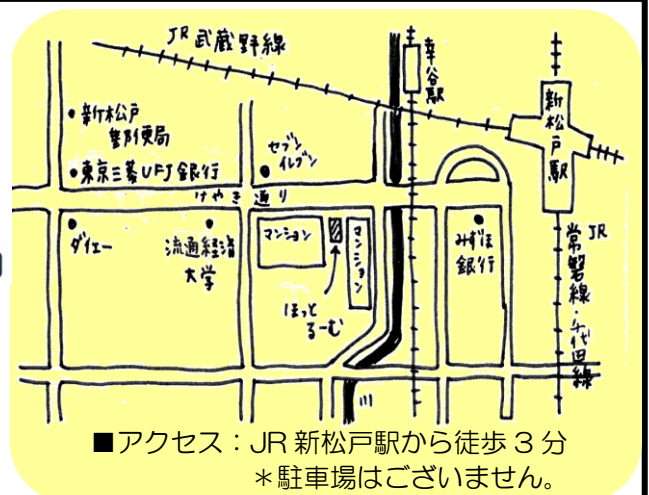 JR武蔵野線
幸谷駅
新松戸駅
・新松戸
郵便局
セブン
イレブン
・東京三菱UFJ銀行
けやき通り
ダイエー
流通経済
大学
マンション
マンション
みずほ
銀行
JR
常磐線・千代田線
ほっと
るーむ
川
■アクセス：JR新松戸駅から徒歩3分
＊駐車場はございません。